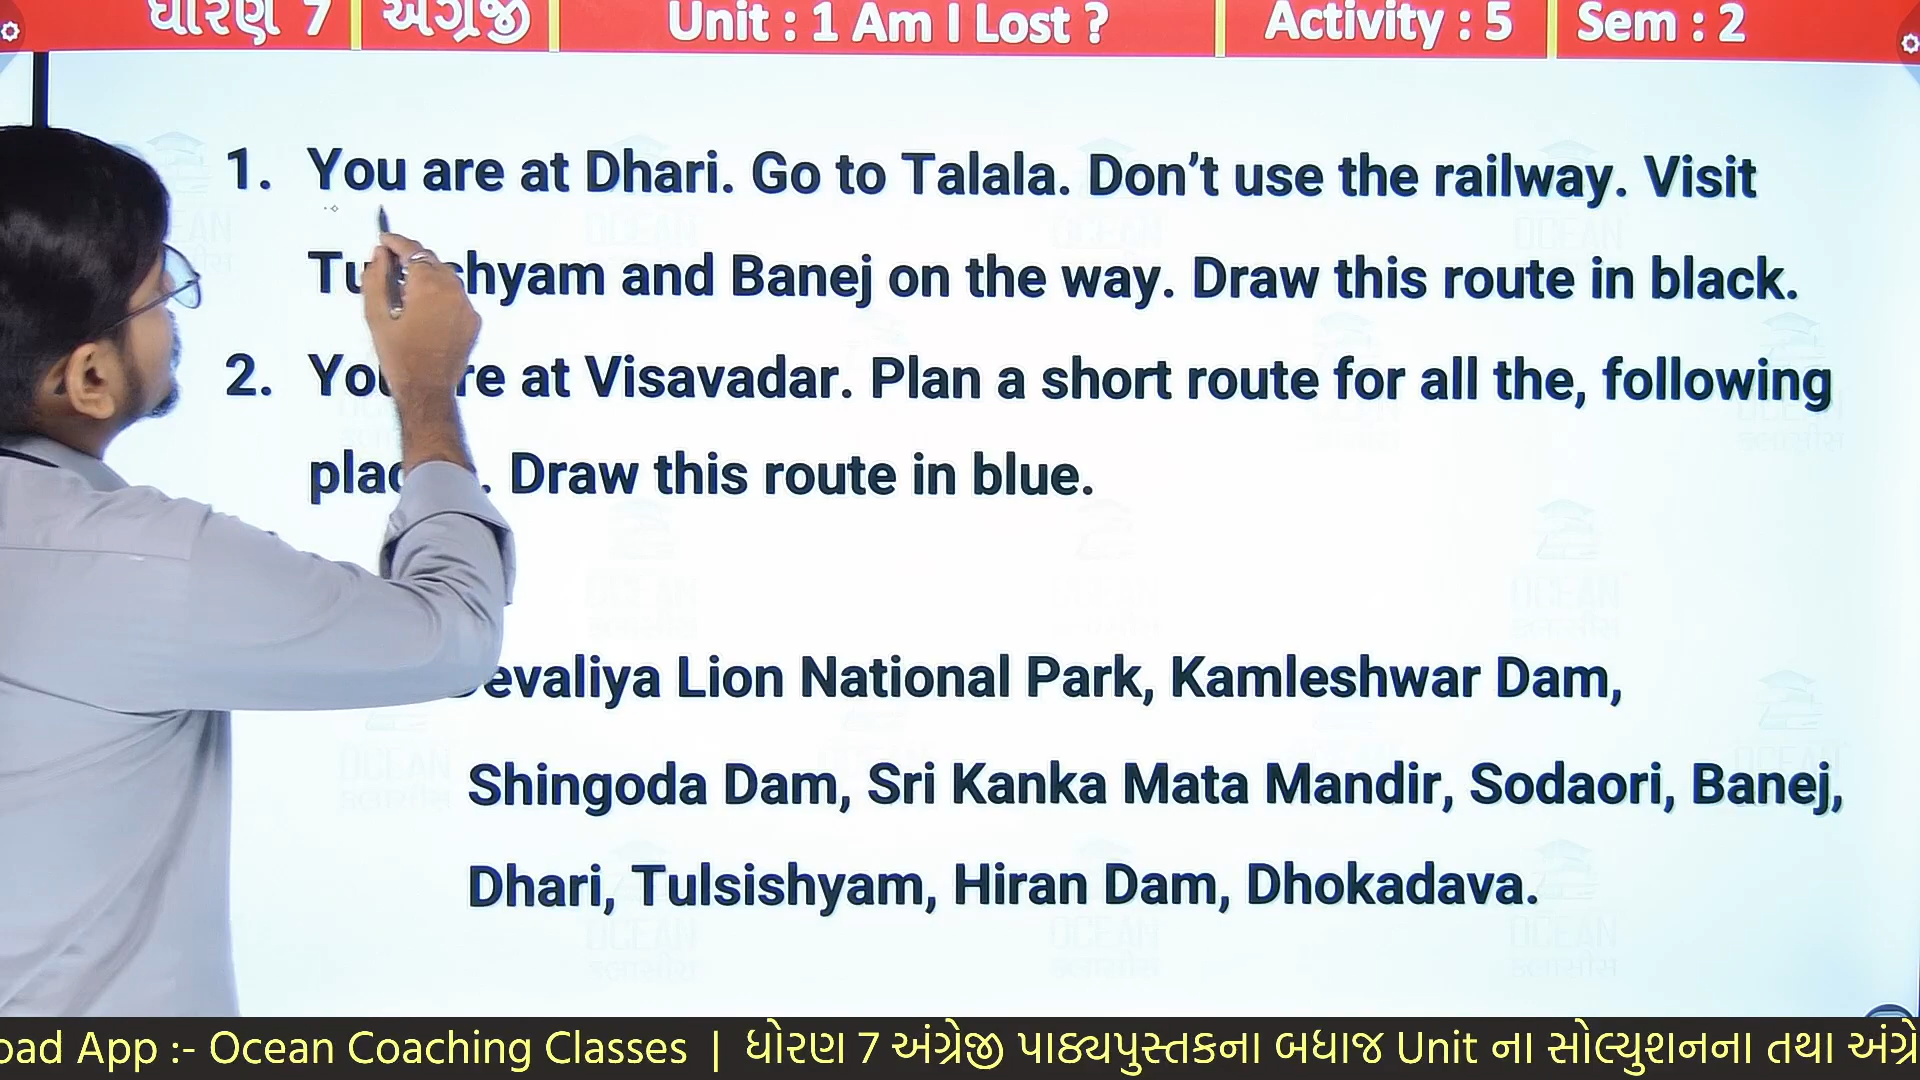 ધોરણ 7 અંગ્રેજી Unit : 1 Am I Lost ? Activity : 5 Sem : 2
1. You are at Dhari. Go to Talala. Don’t use the railway. Visit
and Banej on the way. Draw this route in black.
2. at Visavadar. Plan a short route for all the, following
Draw this route in blue.
Lion National Park, Kamleshwar Dam,
Shingoda Dam, Sri Kanka Mata Mandir, Sodaori, Banej,
Dhari, Tulsishyam, Hiran Dam, Dhokadava.
App :- Ocean Coaching Classes | ધોરણ 7 અંગ્રેજી પાઠ્યપુસ્તકના બધાજ Unit ના સોલ્યુશનના તથા